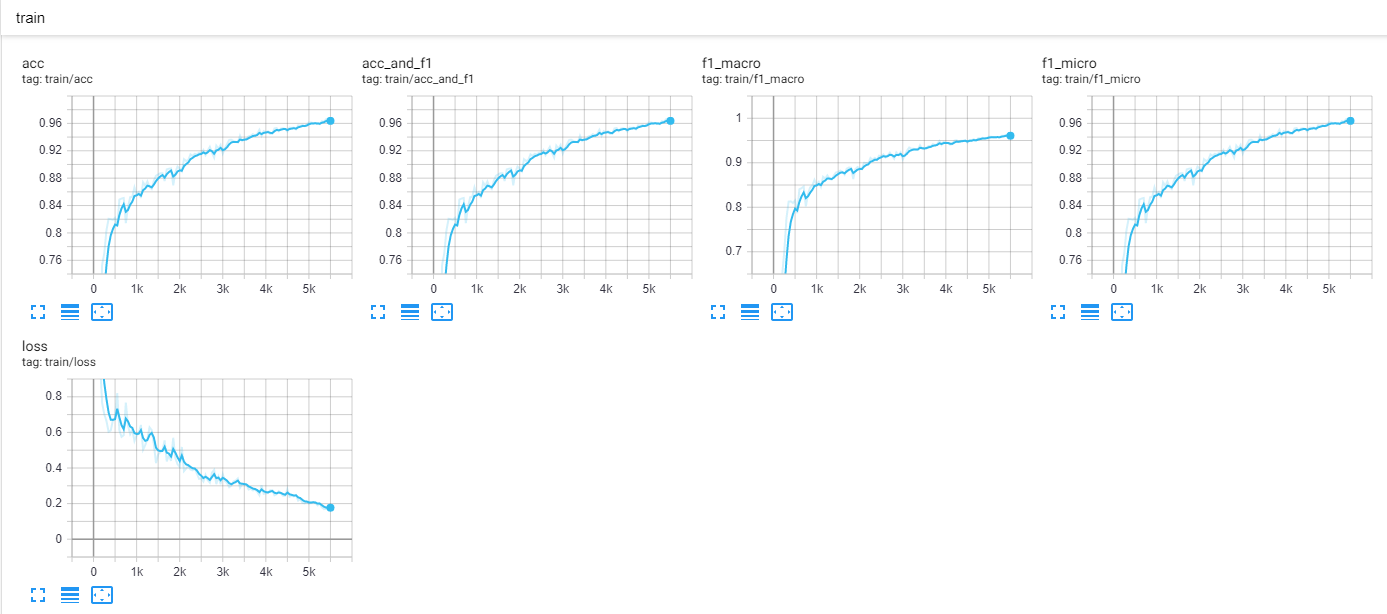 train
acc
tag: train/acc
0.96
0.92
0.88
0.84
0.8
0.76
0 1k 2k 3k 4k 5k
acc_and_f1
tag: train/acc_and_f1
0.96
0.92
0.88
0.84
0.8
0.76
0 1k 2k 3k 4k 5k
f1_macro
tag: train/f1_macro
1
0.9
0.8
0.7
0 1k 2k 3k 4k 5k
f1_micro
tag: train/f1_micro
0.96
0.92
0.88
0.84
0.8
0.76
0 1k 2k 3k 4k 5k
loss
tag: train/loss
0.8
0.6
0.4
0.2
0
0 1k 2k 3k 4k 5k